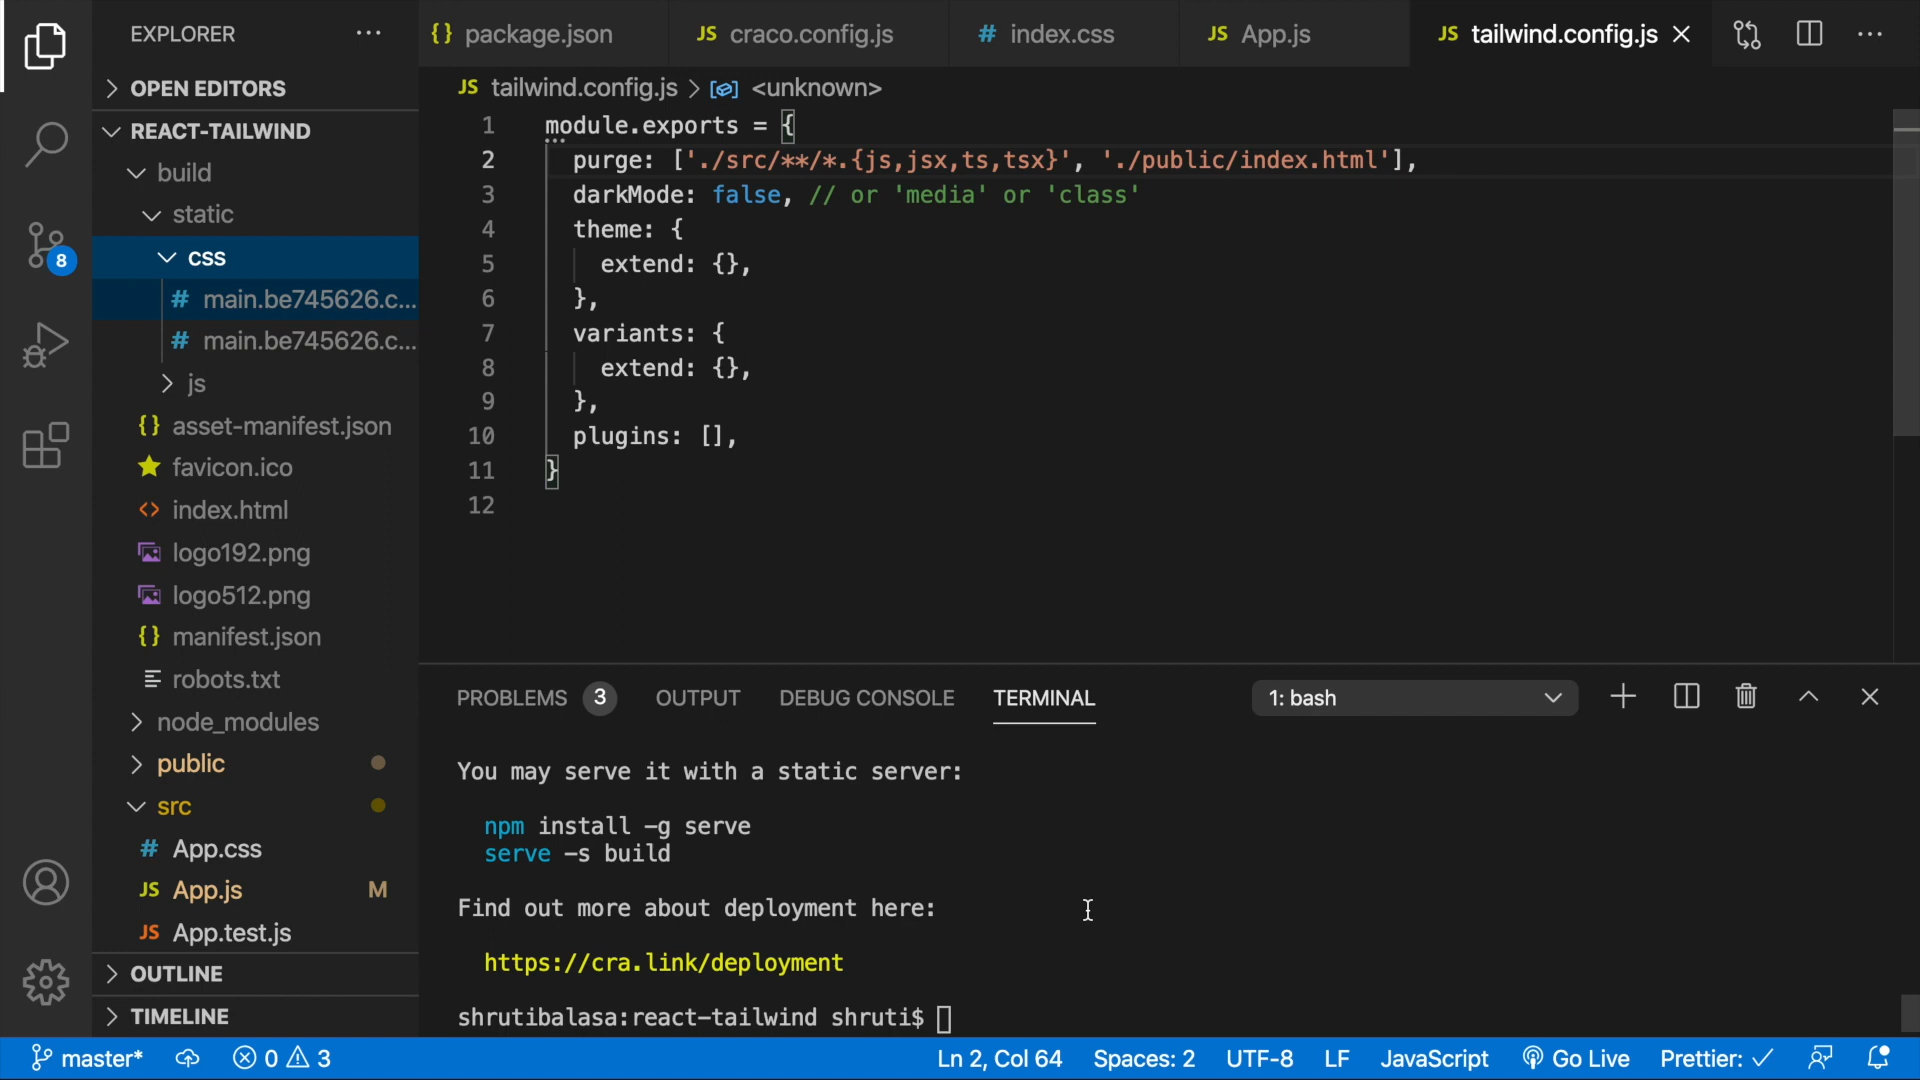 EXPLORER
OPEN EDITORS
REACT-TAILWIND
build
static
css
main.be745626.c...
main.be745626.c...
js
asset-manifest.json
favicon.ico
index.html
logo192.png
logo512.png
manifest.json
robots.txt
node_modules
public
src
App.css
App.js M
App.test.js
OUTLINE
TIMELINE
8
{} package.json
JS craco.config.js
# index.css
JS App.js
JS tailwind.config.js
JS tailwind.config.js > <unknown>
1 module.exports = {
2 purge: ['./src/**/*.{js,jsx,ts,tsx}', './public/index.html'],
3 darkMode: false, // or 'media' or 'class'
4 theme: {
5 extend: {},
6 },
7 variants: {
8 extend: {},
9 },
10 plugins: [],
11 }
12
PROBLEMS 3 OUTPUT DEBUG CONSOLE TERMINAL 1: bash
You may serve it with a static server:
npm install -g serve
serve -s build
Find out more about deployment here:
https://cra.link/deployment
shrutibalasa:react-tailwind shruti$
master* 0 3 Ln 2, Col 64 Spaces: 2 UTF-8 LF JavaScript Go Live Prettier: ✓